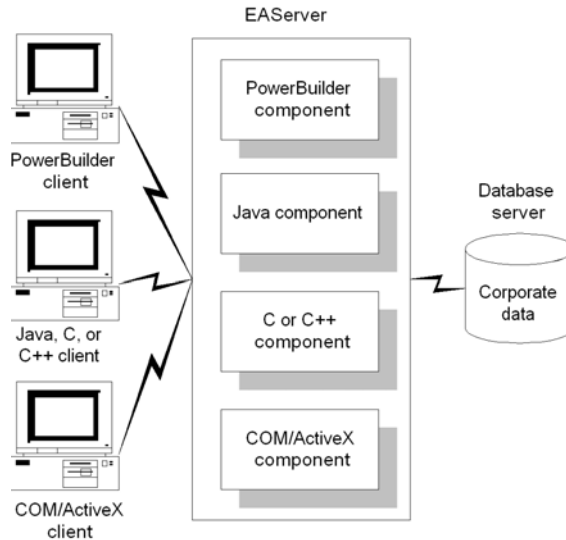 EAServer
PowerBuilder
component
PowerBuilder
client
Java component
Database
server
Corporate
data
Java, C, or
C++ client
C or C++
component
COM/ActiveX
component
COM/ActiveX
client